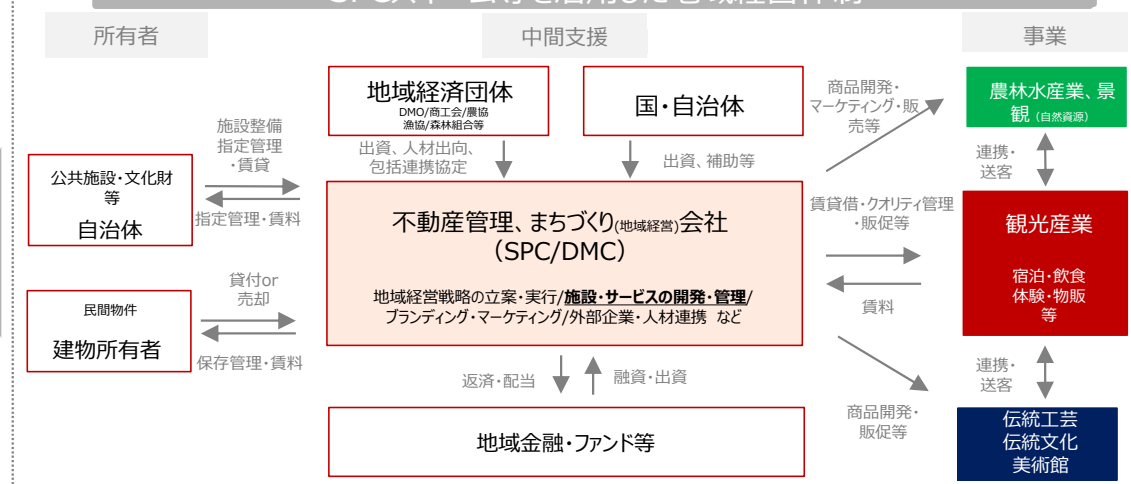 所有者
中間支援
事業
地域経済団体
DMO/商工会/農協
漁協/森林組合等
国・自治体
商品開発・
マーケティング・販
売等
農林水産業、景
観(自然資源)
施設整備
指定管理
・賃貸
出資、人材出向、
包括連携協定
出資、補助等
連携・
送客
公共施設・文化財
等
自治体
指定管理・賃料
不動産管理、まちづくり(地域経営)会社
(SPC/DMC)
地域経営戦略の立案・実行/施設・サービスの開発・管理/
ブランディング・マーケティング/外部企業・人材連携 など
賃貸借・クオリティ管理
・販促等
賃料
観光産業
宿泊・飲食
体験・物販
等
貸付or
売却
民間物件
建物所有者
保存管理・賃料
返済・配当
融資・出資
連携・
送客
商品開発・
販促等
地域金融・ファンド等
伝統工芸
伝統文化
美術館